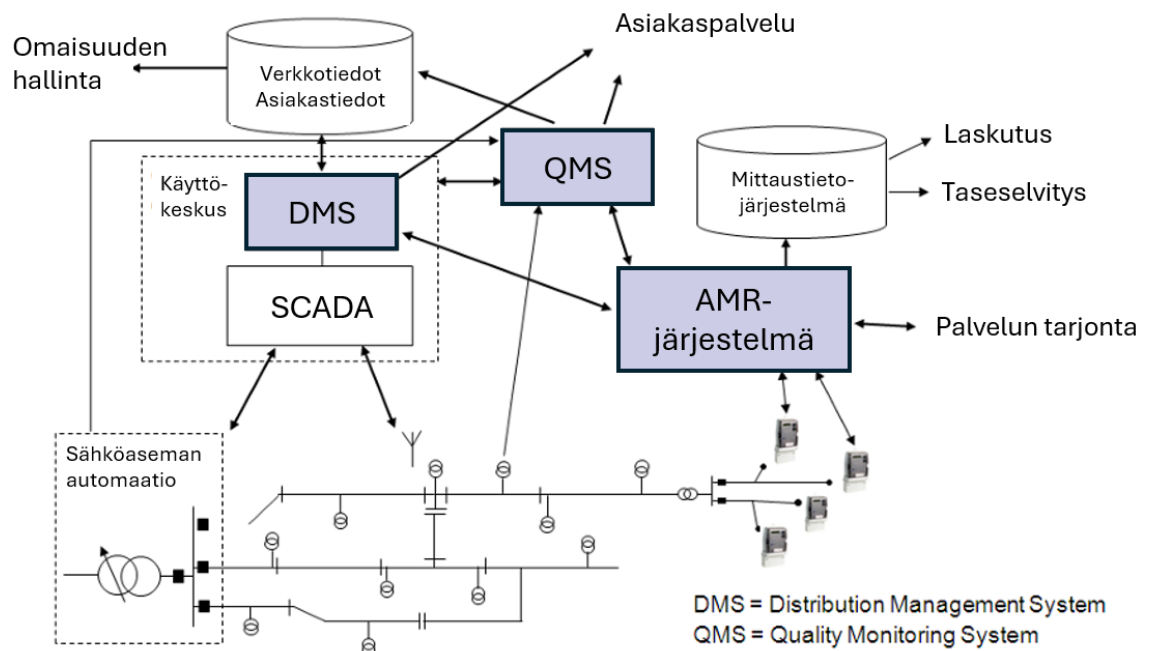 Asiakaspalvelu
Omaisuuden
hallinta
Verkkotiedot
Asiakastiedot
QMS
Laskutus
Mittaustieto-
järjestelmä
Taseselvitys
Käyttö-
keskus
DMS
SCADA
AMR-
järjestelmä
Palvelun tarjonta
Sähköaseman
automaatio
DMS = Distribution Management System
QMS = Quality Monitoring System